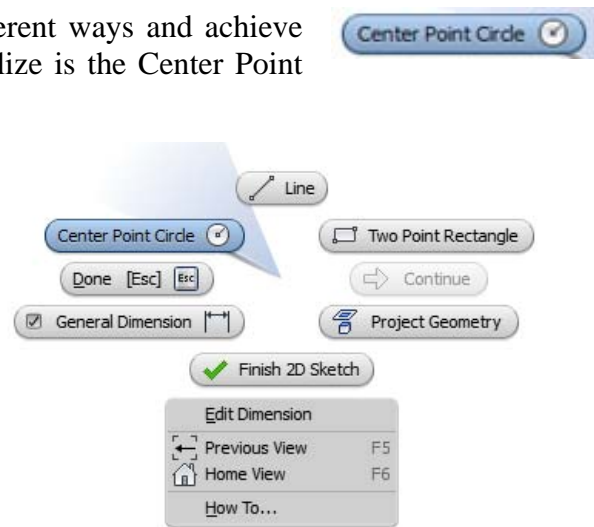 erent ways and achieve
Center Point Circle
lize is the Center Point
Line
Center Point Circle
Two Point Rectangle
Done [Esc] Esc
Continue
General Dimension
Project Geometry
Finish 2D Sketch
Edit Dimension
Previous View F5
Home View F6
How To...